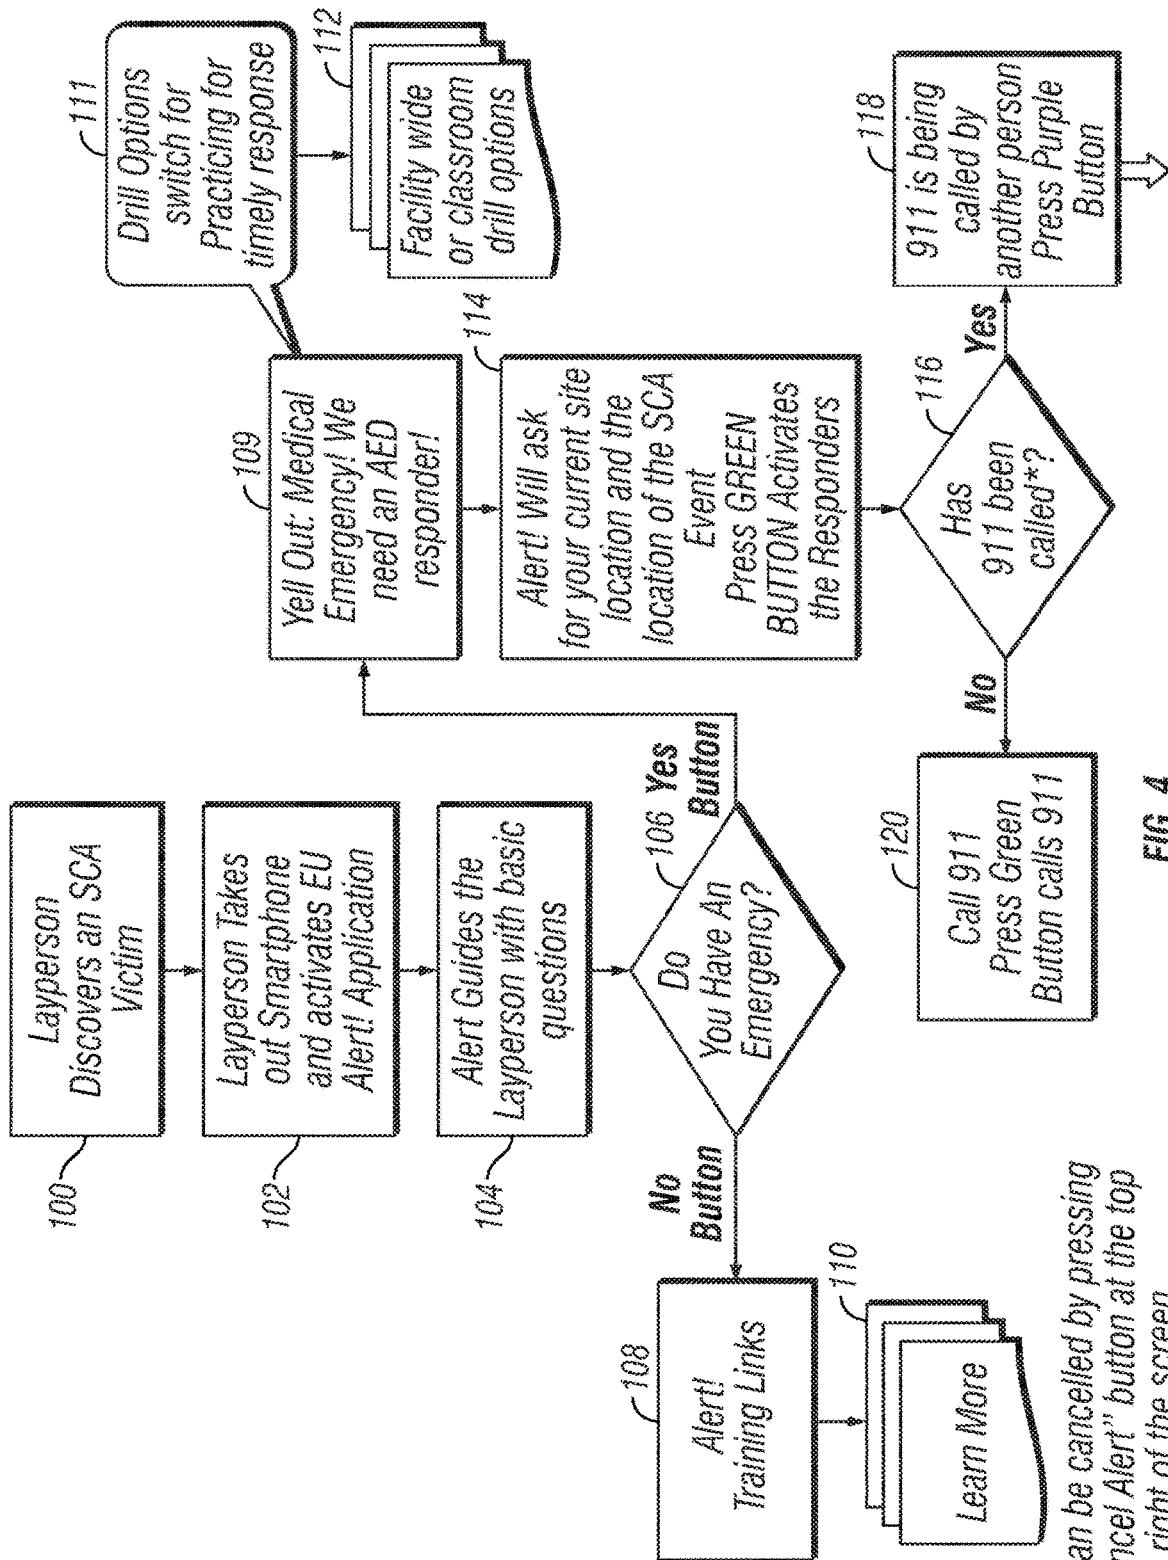 100
Layperson
Discovers an SCA
Victim
102
Layperson Takes
out Smartphone
and activates EU
Alert! Application
104
Alert Guides the
Layperson with basic
questions
106
Do
You Have An
Emergency?
No
Button
Yes
Button
108
Alert!
Training Links
110
Learn More
109
Yell Out: Medical
Emergency! We
need an AED
responder!
111
Drill Options
switch for
Practicing for
timely response
112
Facility wide
or classroom
drill options
114
Alert! Will ask
for your current site
location and the
location of the SCA
Event
Press GREEN
BUTTON Activates
the Responders
116
Has
911 been
called*?
No
Yes
120
Call 911
Press Green
Button calls 911
118
911 is being
called by
another person
Press Purple
Button
be cancelled by pressing
Alert" button at the top
right of the screen
FIG. 4